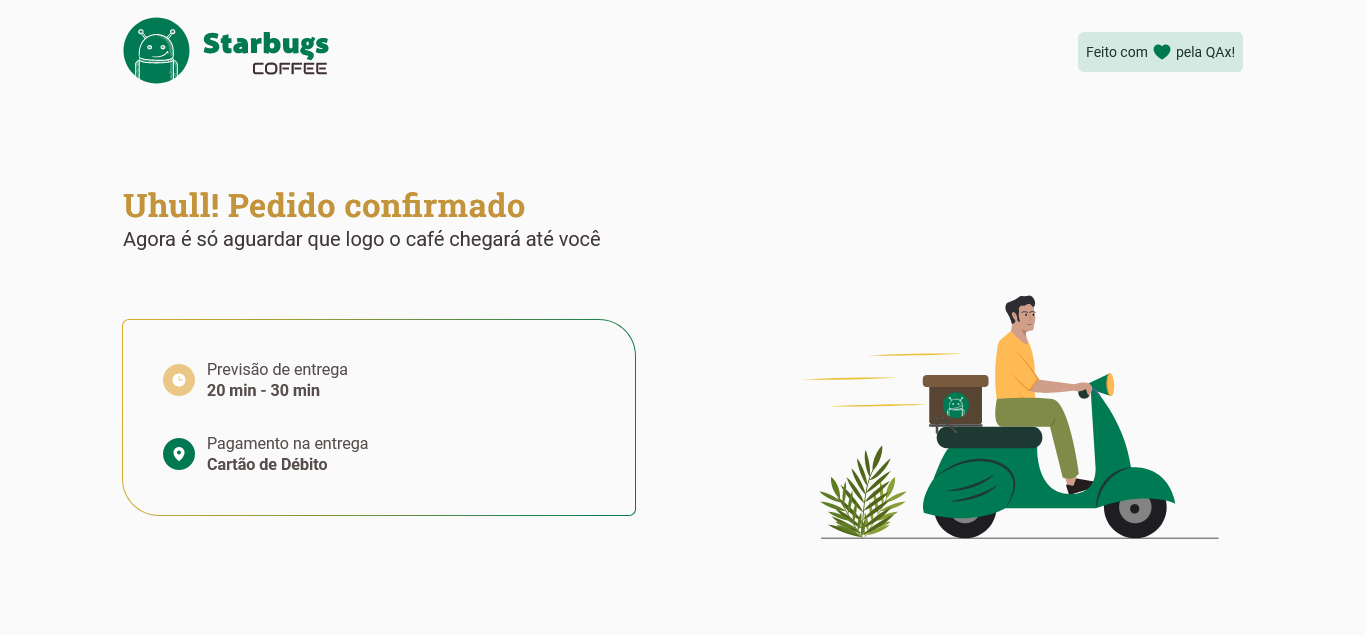 Starbugs
COFFEE
Feito com pela QAx!
Uhull! Pedido confirmado
Agora é só aguardar que logo o café chegará até você
Previsão de entrega
20 min - 30 min
Pagamento na entrega
Cartão de Débito